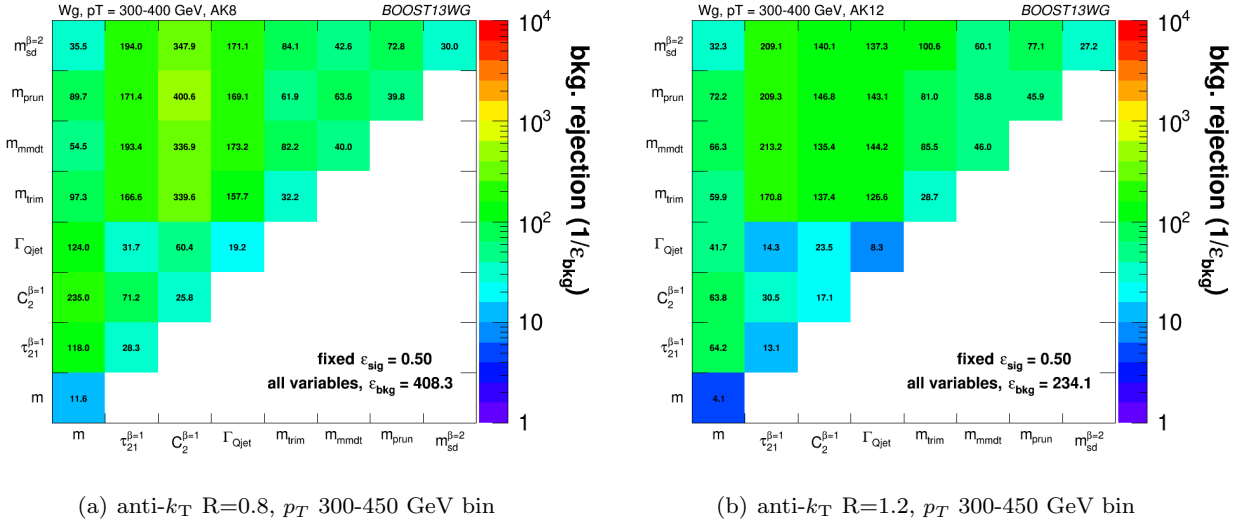 Wg, pT = 300-400 GeV, AK8 BOOST13WG
m_sd^β=2 35.5 194.0 347.9 171.1 84.1 42.6 72.8 30.0
m_prun 89.7 171.4 400.6 169.1 61.9 63.6 39.8
m_mmdt 54.5 193.4 336.9 173.2 82.2 40.0
m_trim 97.3 166.6 339.6 157.7 32.2
Γ_Qjet 124.0 31.7 60.4 19.2
C_2^β=1 235.0 71.2 25.8
τ_21^β=1 118.0 28.3
m 11.6
fixed ε_sig = 0.50
all variables, ε_bkg = 408.3
m τ_21^β=1 C_2^β=1 Γ_Qjet m_trim m_mmdt m_prun m_sd^β=2
10^4
10^3
10^2
10
1
bkg. rejection (1/ε_bkg)
(a) anti-k_T R=0.8, p_T 300-450 GeV bin
Wg, pT = 300-400 GeV, AK12 BOOST13WG
m_sd^β=2 32.3 209.1 140.1 137.3 100.6 60.1 77.1 27.2
m_prun 72.2 209.3 146.8 143.1 81.0 58.8 45.9
m_mmdt 66.3 213.2 135.4 144.2 85.5 46.0
m_trim 59.9 170.8 137.4 126.6 28.7
Γ_Qjet 41.7 14.3 23.5 8.3
C_2^β=1 63.8 30.5 17.1
τ_21^β=1 64.2 13.1
m 4.1
fixed ε_sig = 0.50
all variables, ε_bkg = 234.1
m τ_21^β=1 C_2^β=1 Γ_Qjet m_trim m_mmdt m_prun m_sd^β=2
10^4
10^3
10^2
10
1
bkg. rejection (1/ε_bkg)
(b) anti-k_T R=1.2, p_T 300-450 GeV bin